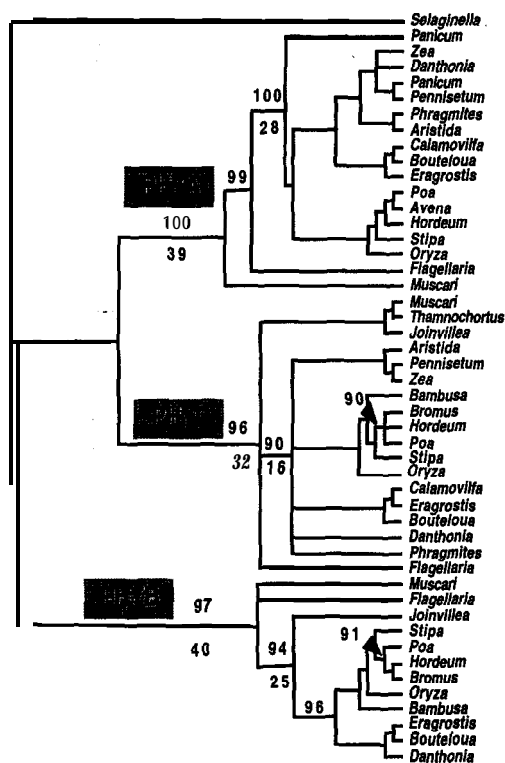 Selaginella
Panicum
Zea
Danthonia
Panicum
Pennisetum
100
28
Phragmites
Aristida
Calamovilfa
Bouteloua
Eragrostis
99
Poa
Avena
Hordeum
Stipa
Oryza
100
39
Flagellaria
Muscari
Muscari
Thamnochortus
Joinvillea
Aristida
Pennisetum
Zea
Bambusa
90
Bromus
Hordeum
Poa
Stipa
Oryza
96
32
90
16
Calamovilfa
Eragrostis
Bouteloua
Danthonia
Phragmites
Flagellaria
Muscari
Flagellaria
97
40
Joinvillea
Stipa
91
Poa
Hordeum
Bromus
94
25
Oryza
Bambusa
96
Eragrostis
Bouteloua
Danthonia